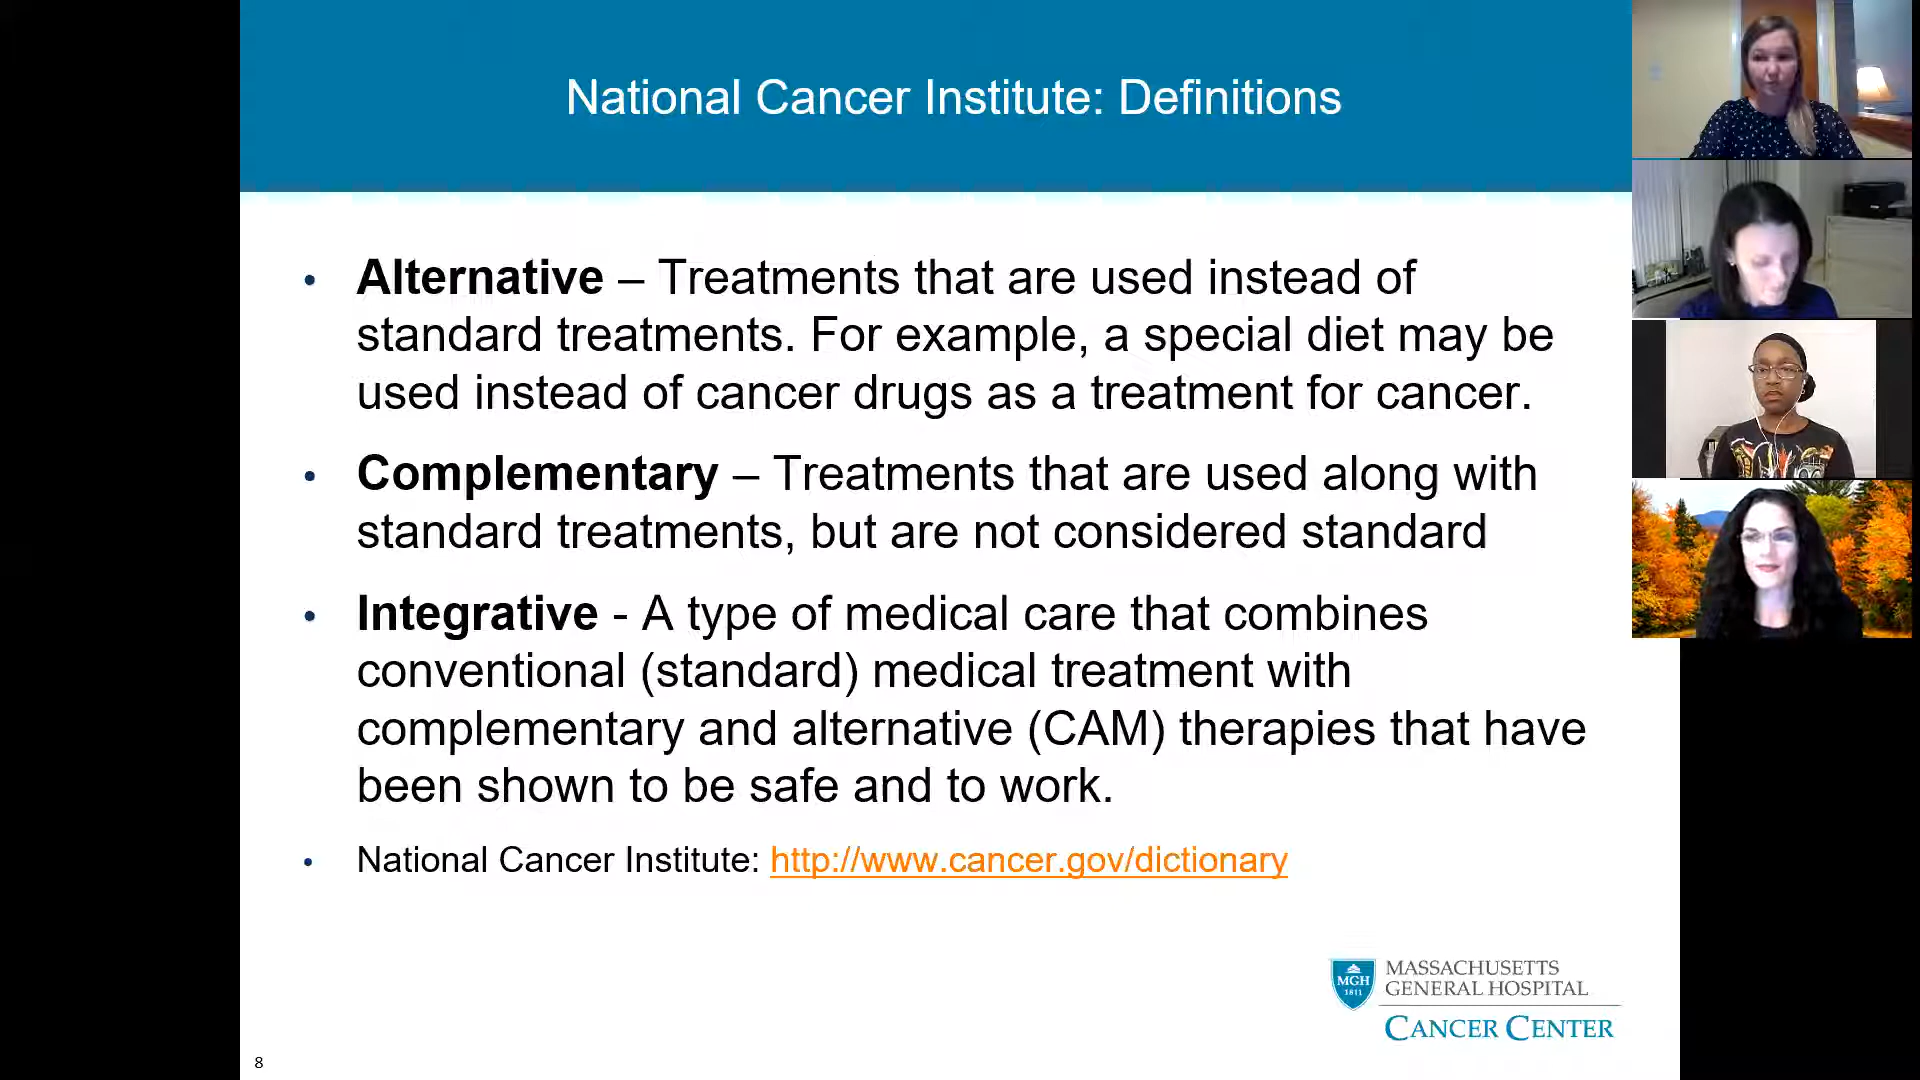 National Cancer Institute: Definitions
• Alternative – Treatments that are used instead of
standard treatments. For example, a special diet may be
used instead of cancer drugs as a treatment for cancer.
• Complementary – Treatments that are used along with
standard treatments, but are not considered standard
• Integrative - A type of medical care that combines
conventional (standard) medical treatment with
complementary and alternative (CAM) therapies that have
been shown to be safe and to work.
• National Cancer Institute: http://www.cancer.gov/dictionary
MGH
1811
MASSACHUSETTS
GENERAL HOSPITAL
CANCER CENTER
8